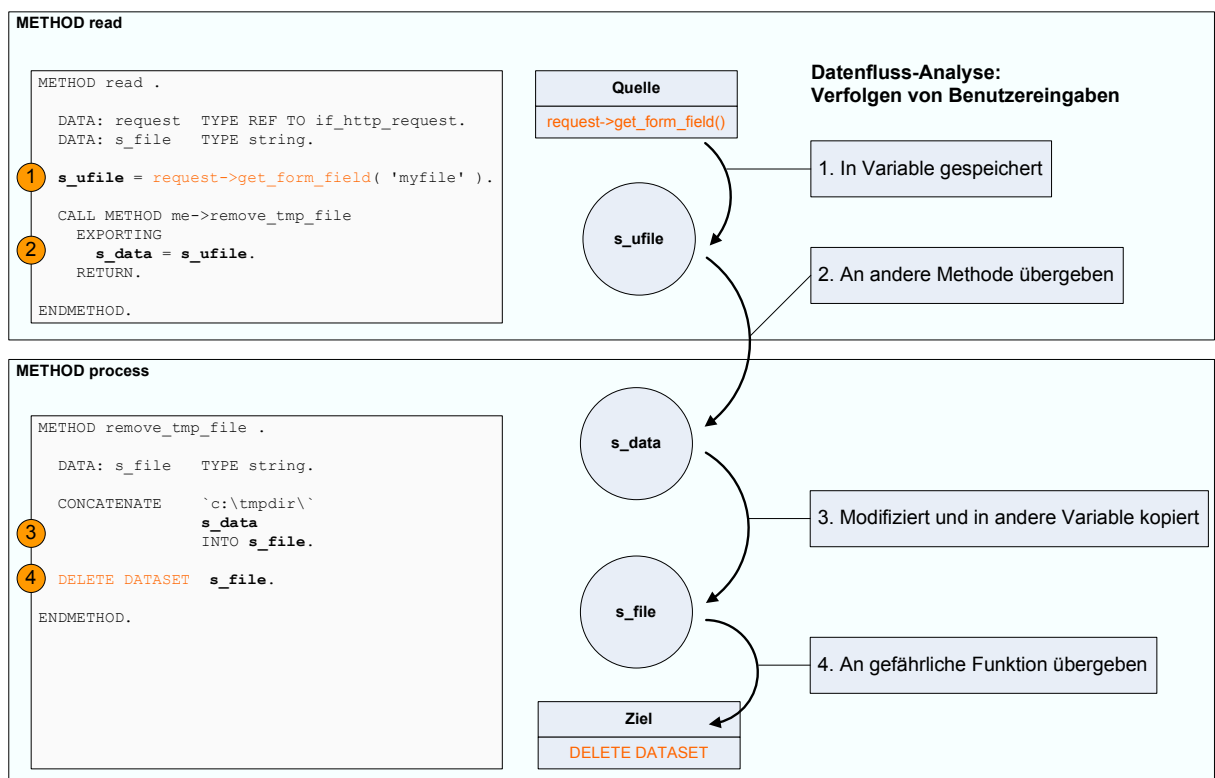 METHOD read
METHOD read .
DATA: request TYPE REF TO if_http_request.
DATA: s_file TYPE string.
1 s_ufile = request->get_form_field( 'myfile' ).
CALL METHOD me->remove_tmp_file
EXPORTING
2 s_data = s_ufile.
RETURN.
ENDMETHOD.
Quelle
request->get_form_field()
Datenfluss-Analyse:
Verfolgen von Benutzereingaben
1. In Variable gespeichert
s_ufile
2. An andere Methode übergeben
METHOD process
METHOD remove_tmp_file .
DATA: s_file TYPE string.
CONCATENATE `c:\tmpdir\`
s_data
3 INTO s_file.
4 DELETE DATASET s_file.
ENDMETHOD.
s_data
3. Modifiziert und in andere Variable kopiert
s_file
4. An gefährliche Funktion übergeben
Ziel
DELETE DATASET